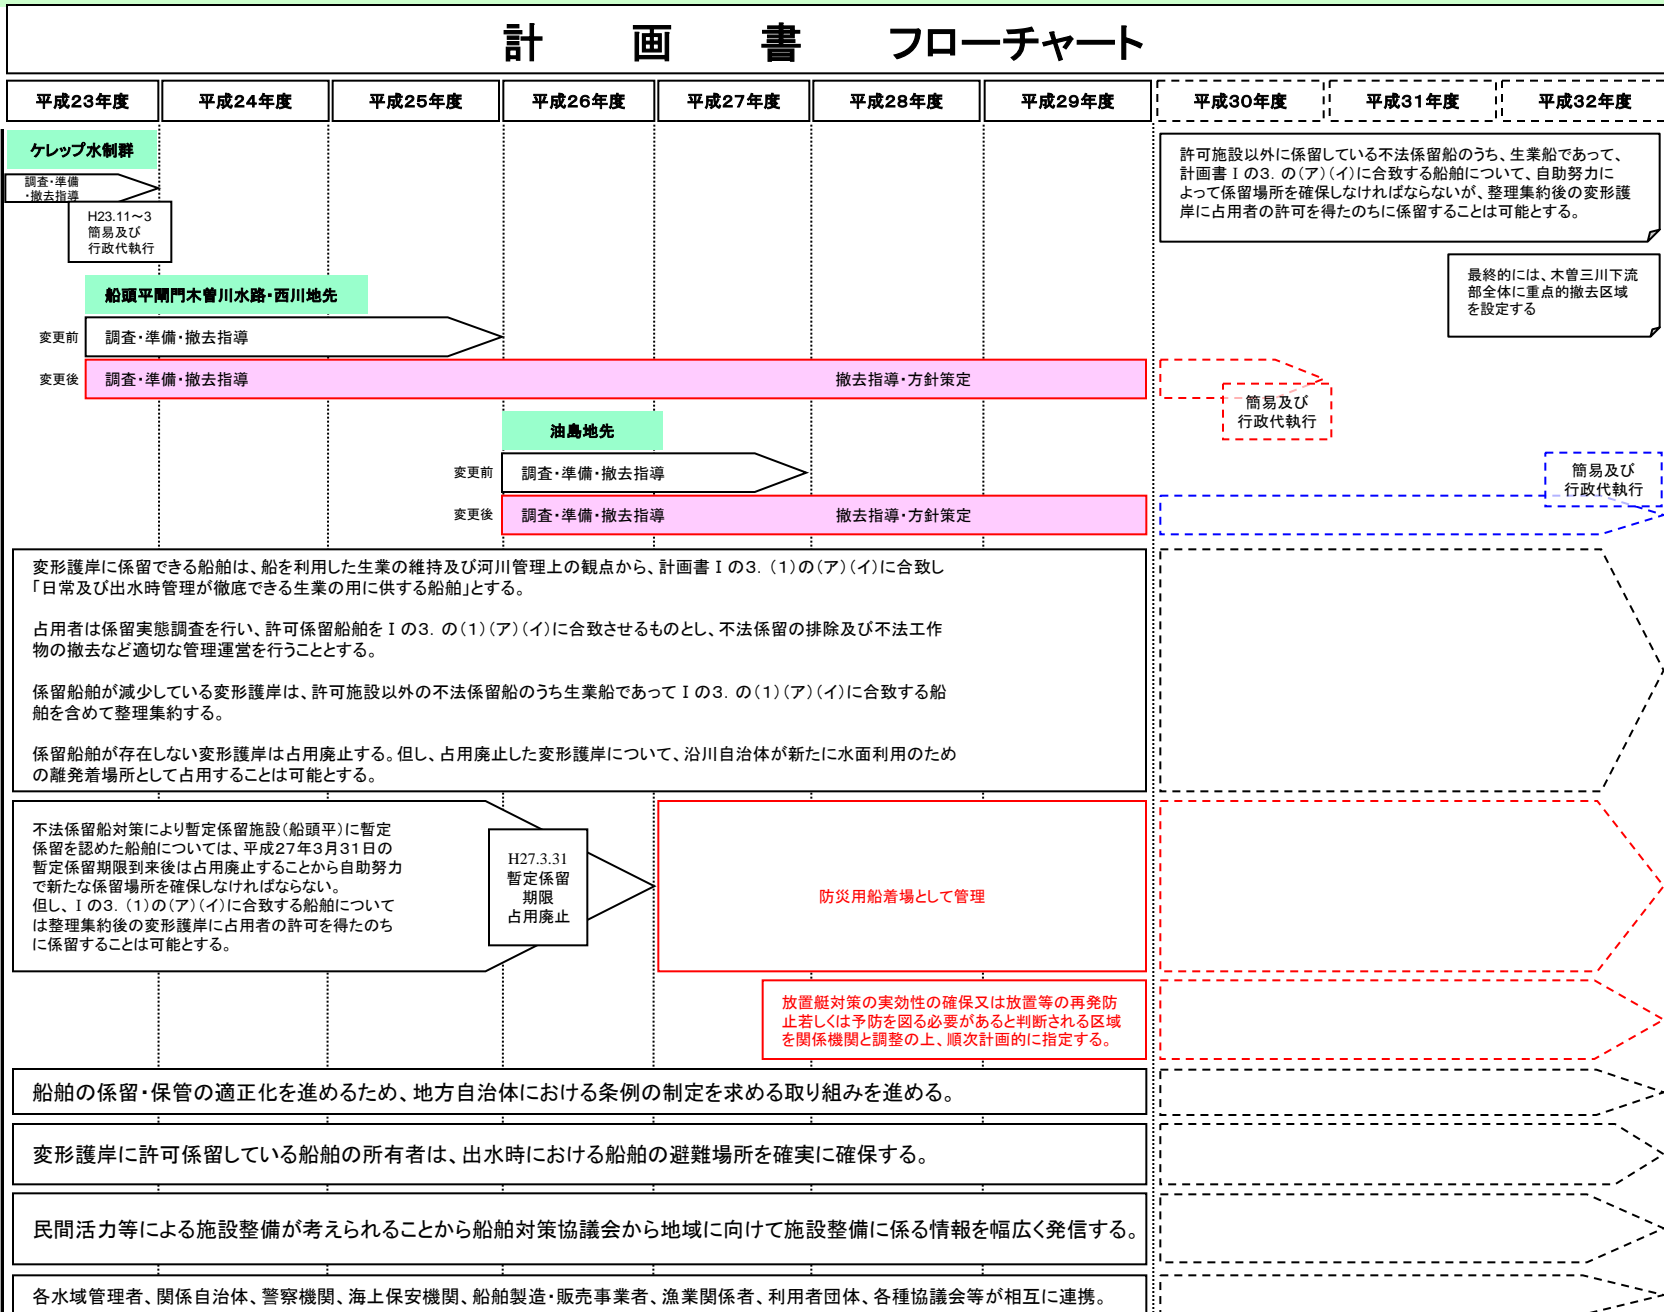 計　画　書　フローチャート
平成23年度
平成24年度
平成25年度
平成26年度
平成27年度
平成28年度
平成29年度
平成30年度
平成31年度
平成32年度
ケレップ水制群
調査・準備
・撤去指導
H23.11～3
簡易及び
行政代執行
許可施設以外に係留している不法係留船のうち、生業船であって、
計画書Ⅰの3．の(ア)(イ)に合致する船舶について、自助努力に
よって係留場所を確保しなければならないが、整理集約後の変形護
岸に占用者の許可を得たのちに係留することは可能とする。
最終的には、木曽三川下流
部全体に重点的撤去区域
を設定する
船頭平閘門木曽川水路・西川地先
変更前
調査・準備・撤去指導
変更後
調査・準備・撤去指導
撤去指導・方針策定
簡易及び
行政代執行
油島地先
変更前
調査・準備・撤去指導
変更後
調査・準備・撤去指導
撤去指導・方針策定
簡易及び
行政代執行
変形護岸に係留できる船舶は、船を利用した生業の維持及び河川管理上の観点から、計画書Ⅰの3．(1)の(ア)(イ)に合致し
「日常及び出水時管理が徹底できる生業の用に供する船舶」とする。
占用者は係留実態調査を行い、許可係留船舶をⅠの3．の(1)(ア)(イ)に合致させるものとし、不法係留の排除及び不法工作
物の撤去など適切な管理運営を行うこととする。
係留船舶が減少している変形護岸は、許可施設以外の不法係留船のうち生業船であってⅠの3．の(1)(ア)(イ)に合致する船
舶を含めて整理集約する。
係留船舶が存在しない変形護岸は占用廃止する。但し、占用廃止した変形護岸について、沿川自治体が新たに水面利用のため
の離発着場所として占用することは可能とする。
不法係留船対策により暫定係留施設(船頭平)に暫定
係留を認めた船舶については、平成27年3月31日の
暫定係留期限到来後は占用廃止することから自助努力
で新たな係留場所を確保しなければならない。
但し、Ⅰの3．(1)の(ア)(イ)に合致する船舶について
は整理集約後の変形護岸に占用者の許可を得たのち
に係留することは可能とする。
H27.3.31
暫定係留
期限
占用廃止
防災用船着場として管理
放置艇対策の実効性の確保又は放置等の再発防
止若しくは予防を図る必要があると判断される区域
を関係機関と調整の上、順次計画的に指定する。
船舶の係留・保管の適正化を進めるため、地方自治体における条例の制定を求める取り組みを進める。
変形護岸に許可係留している船舶の所有者は、出水時における船舶の避難場所を確実に確保する。
民間活力等による施設整備が考えられることから船舶対策協議会から地域に向けて施設整備に係る情報を幅広く発信する。
各水域管理者、関係自治体、警察機関、海上保安機関、船舶製造・販売事業者、漁業関係者、利用者団体、各種協議会等が相互に連携。